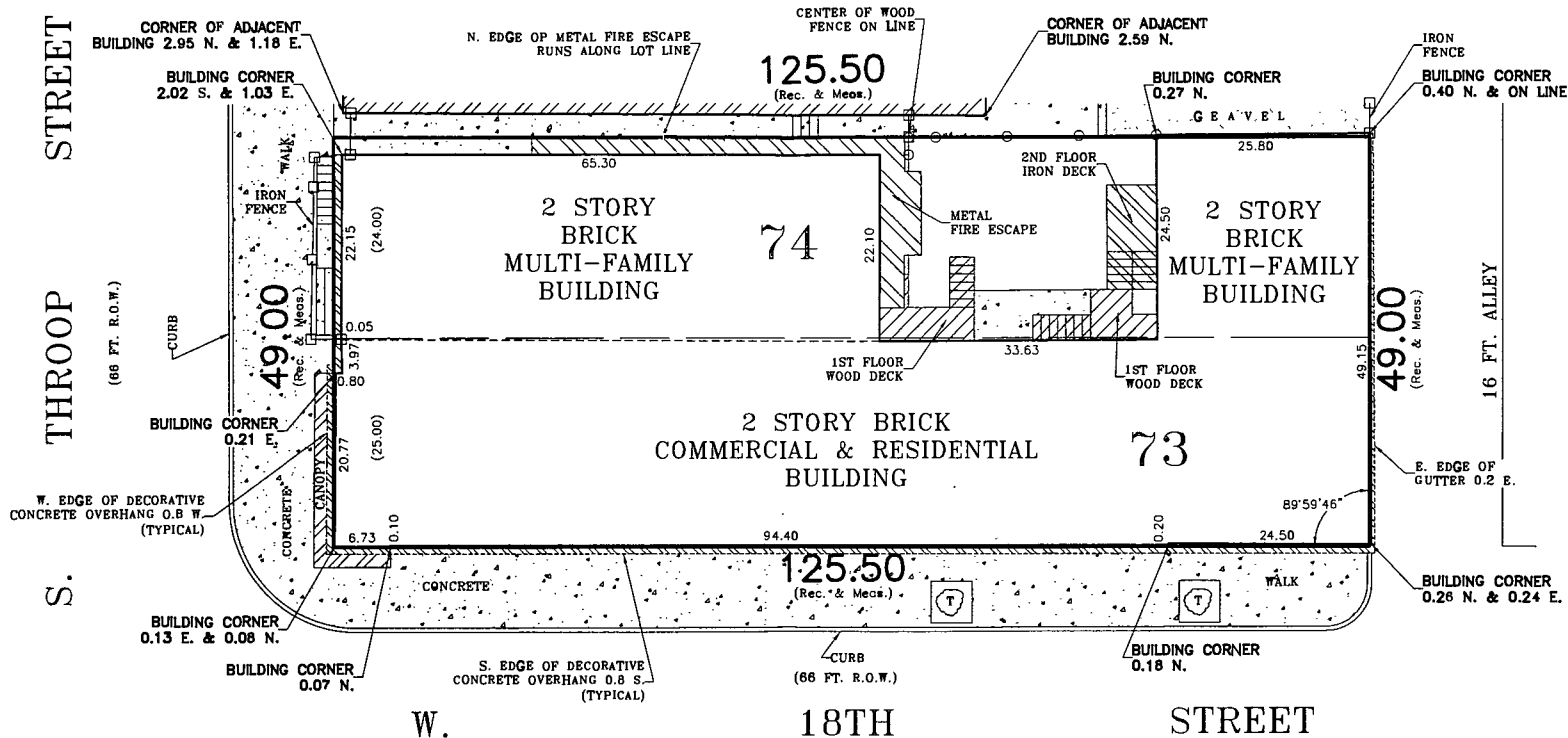 STREET
THROOP
S.
(66 FT. R.O.W.)
CORNER OF ADJACENT
BUILDING 2.95 N. & 1.18 E.
BUILDING CORNER
2.02 S. & 1.03 E.
N. EDGE OP METAL FIRE ESCAPE
RUNS ALONG LOT LINE
125.50
(Rec. & Meas.)
CENTER OF WOOD
FENCE ON LINE
CORNER OF ADJACENT
BUILDING 2.59 N.
BUILDING CORNER
0.27 N.
IRON
FENCE
BUILDING CORNER
0.40 N. & ON LINE
GEAVEL
25.80
WALK
IRON
FENCE
65.30
2 STORY
BRICK
MULTI-FAMILY
BUILDING
74
22.15
(24.00)
22.10
METAL
FIRE ESCAPE
2ND FLOOR
IRON DECK
24.50
2 STORY
BRICK
MULTI-FAMILY
BUILDING
49.00
(Rec. & Meas.)
CURB
0.05
3.97
0.80
1ST FLOOR
WOOD DECK
33.63
1ST FLOOR
WOOD DECK
49.15
49.00
(Rec. & Meas.)
16 FT. ALLEY
BUILDING CORNER
0.21 E.
20.77
(25.00)
2 STORY BRICK
COMMERCIAL & RESIDENTIAL
BUILDING
73
W. EDGE OF DECORATIVE
CONCRETE OVERHANG 0.8 W.
(TYPICAL)
CANOPY
CONCRETE
E. EDGE OF
GUTTER 0.2 E.
89°59'46"
6.73
0.10
94.40
0.20
24.50
125.50
(Rec. & Meas.)
CONCRETE
T
T
WALK
BUILDING CORNER
0.26 N. & 0.24 E.
BUILDING CORNER
0.13 E. & 0.08 N.
BUILDING CORNER
0.07 N.
S. EDGE OF DECORATIVE
CONCRETE OVERHANG 0.8 S.
(TYPICAL)
CURB
(66 FT. R.O.W.)
BUILDING CORNER
0.18 N.
W. 18TH STREET